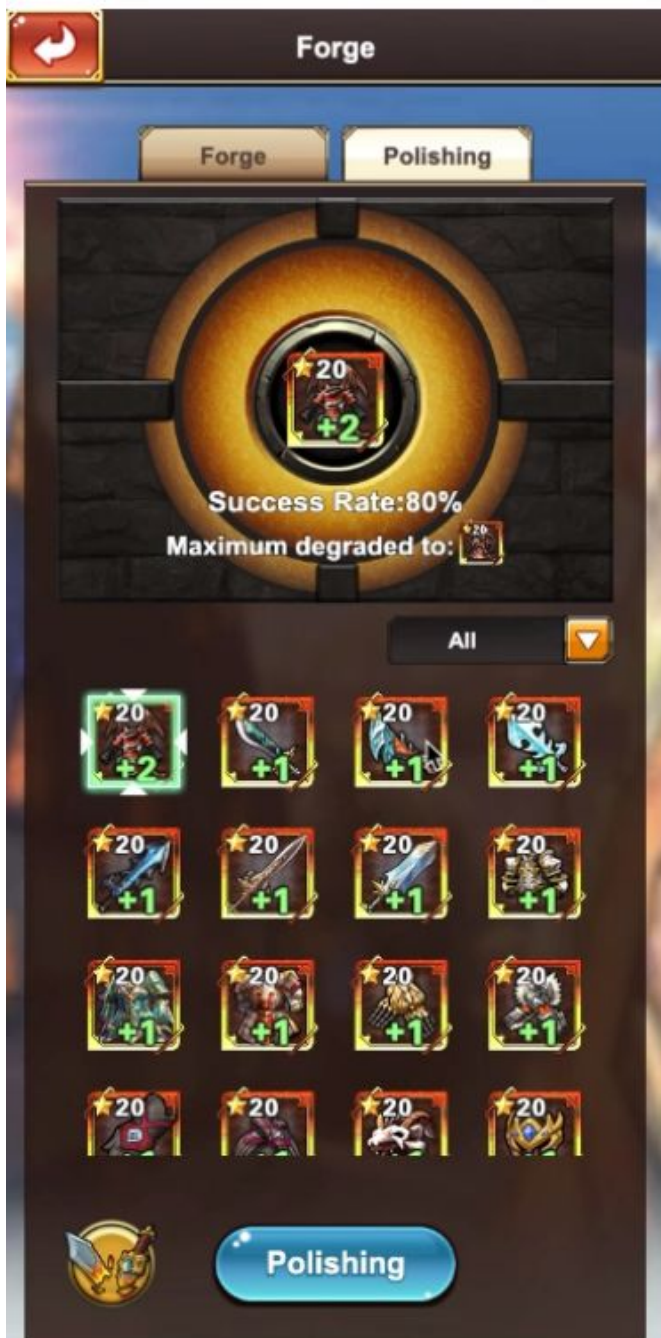 Forge
Forge Polishing
20
+2
Success Rate:80%
Maximum degraded to: 20
All
20 20 20 20
+2 +1 +1 +1
20 20 20 20
+1 +1 +1 +1
20 20 20 20
+1 +1 +1 +1
20 20 20 20
Polishing